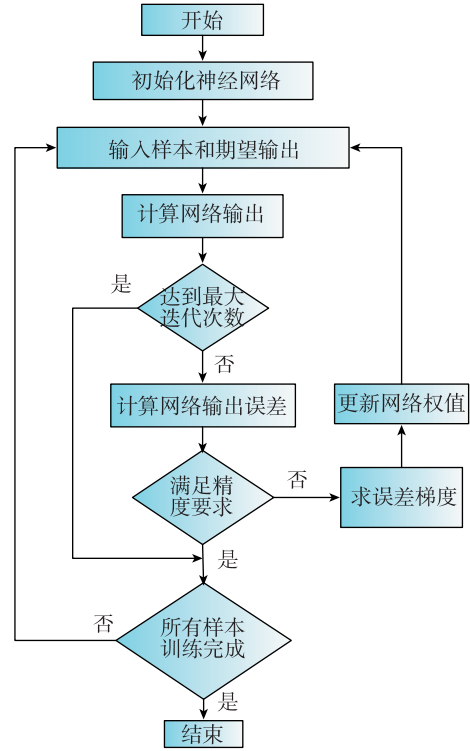 开始
初始化神经网络
输入样本和期望输出
计算网络输出
是
达到最大
迭代次数
否
计算网络输出误差
更新网络权值
满足精
度要求
否
求误差梯度
是
否
所有样本
训练完成
是
结束